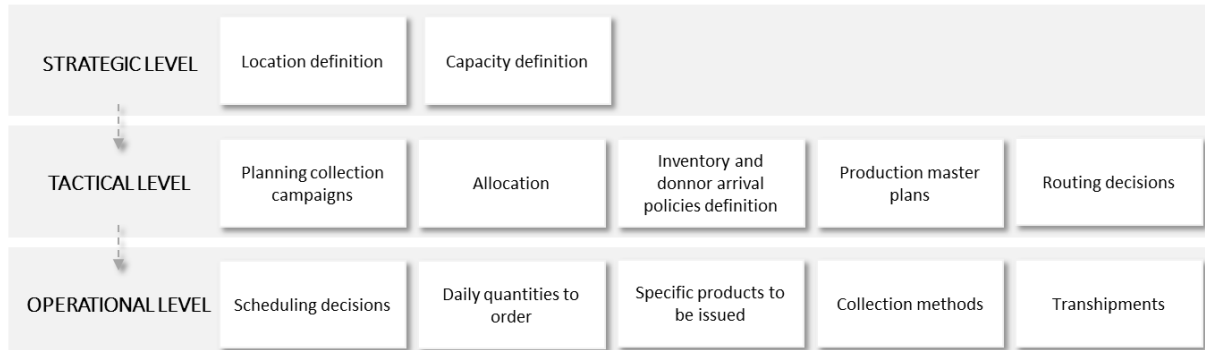 STRATEGIC LEVEL
Location definition
Capacity definition
TACTICAL LEVEL
Planning collection
campaigns
Allocation
Inventory and
donnor arrival
policies definition
Production master
plans
Routing decisions
OPERATIONAL LEVEL
Scheduling decisions
Daily quantities to
order
Specific products to
be issued
Collection methods
Transhipments